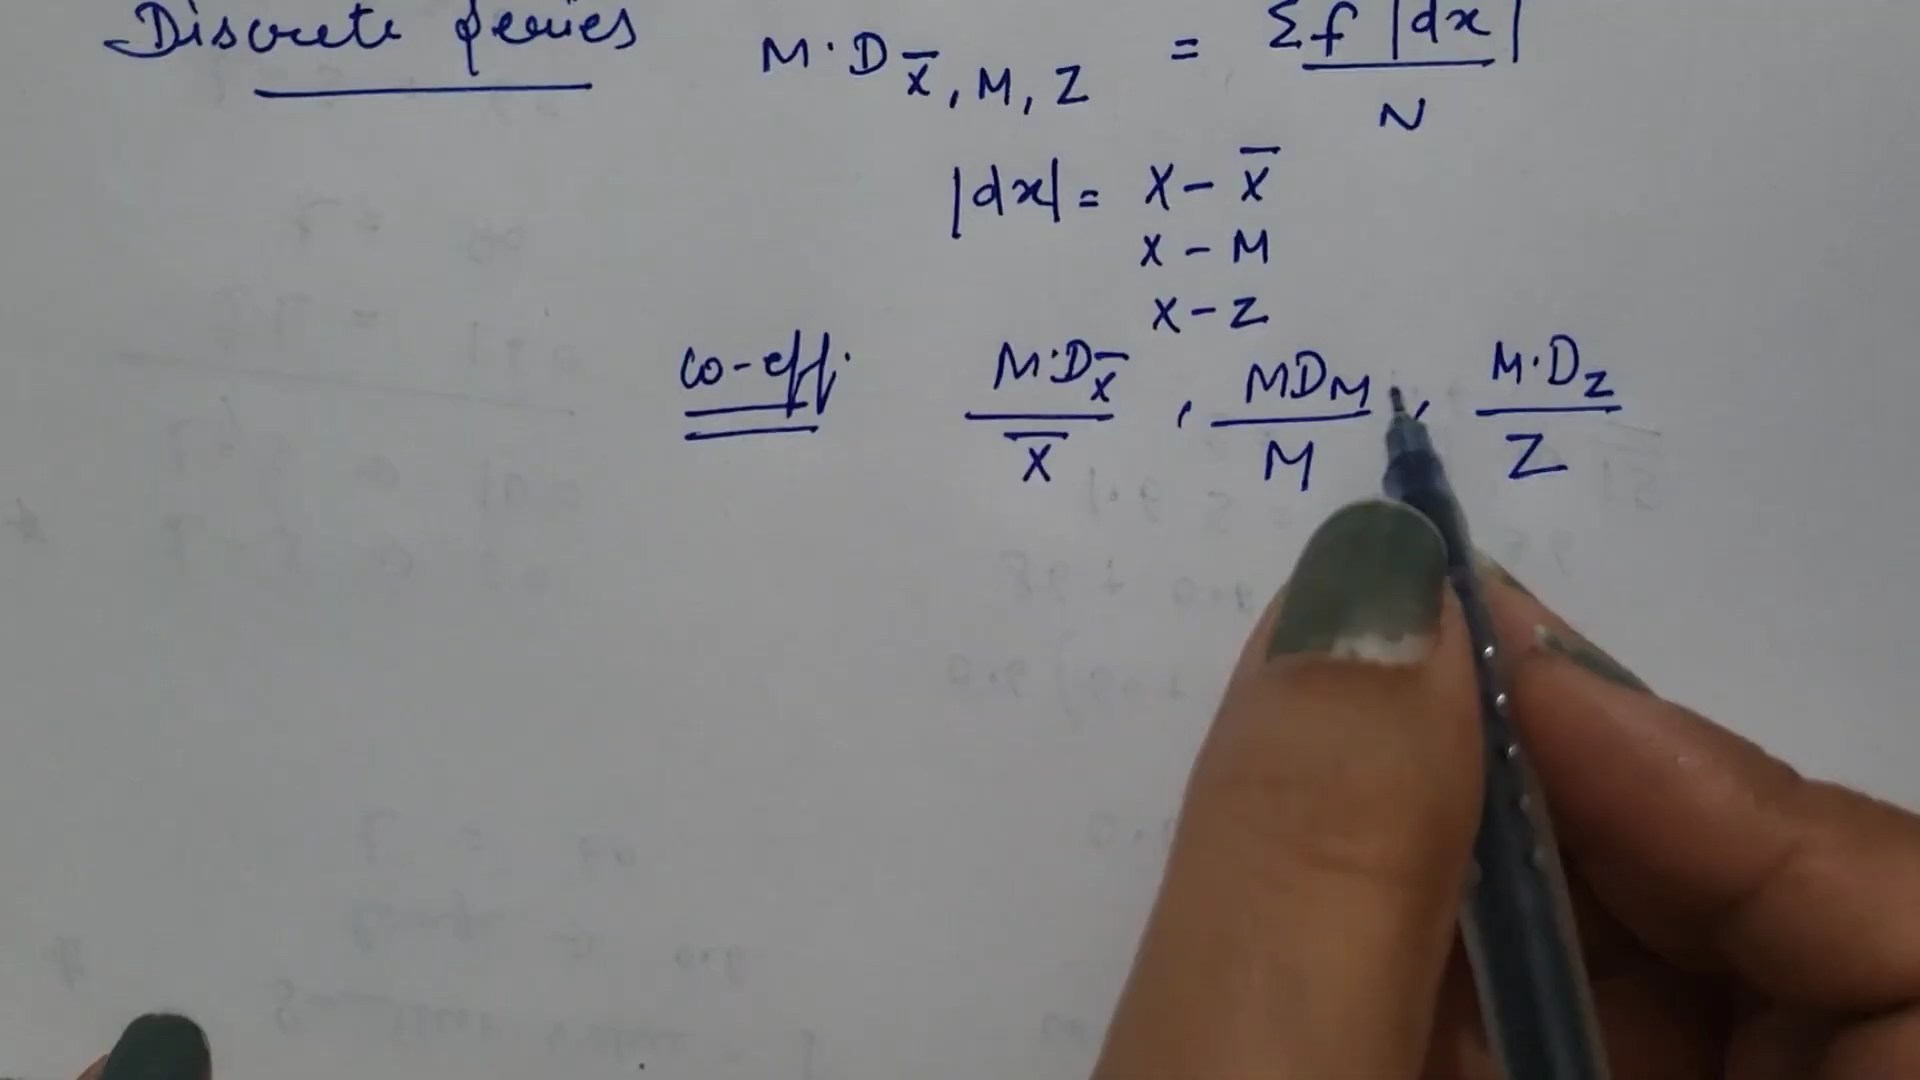 Discrete series M.D x̄, M, Z = Σf |dx| / N
|dx| = X - x̄
X - M
X - Z
co-eff. M.D x̄ / x̄ , MD M / M , M.D Z / Z